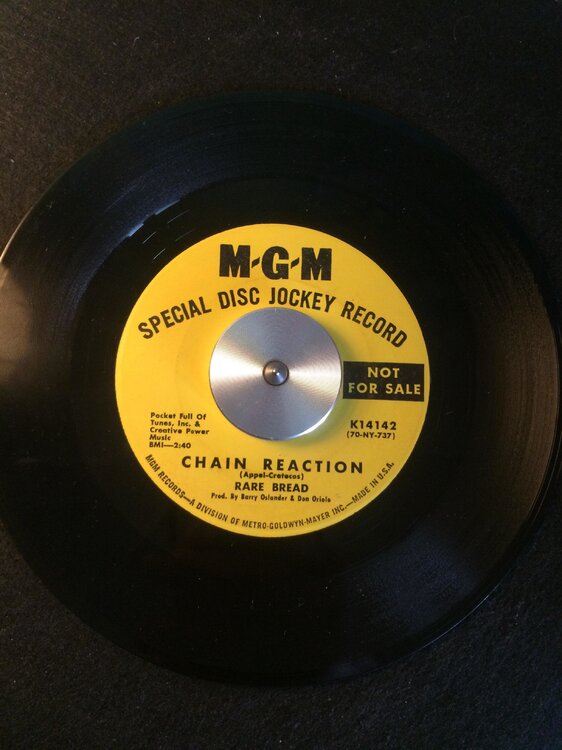 M-G-M
SPECIAL DISC JOCKEY RECORD
NOT
FOR SALE
Pocket Full Of
Tunes, Inc. &
Creative Power
Music
BMI—2:40
K14142
(70-NY-737)
CHAIN REACTION
(Appel-Cretecos)
RARE BREAD
Prod. By Barry Oslander & Don Oriolo
MGM RECORDS—A DIVISION OF METRO-GOLDWYN-MAYER INC.—MADE IN U.S.A.